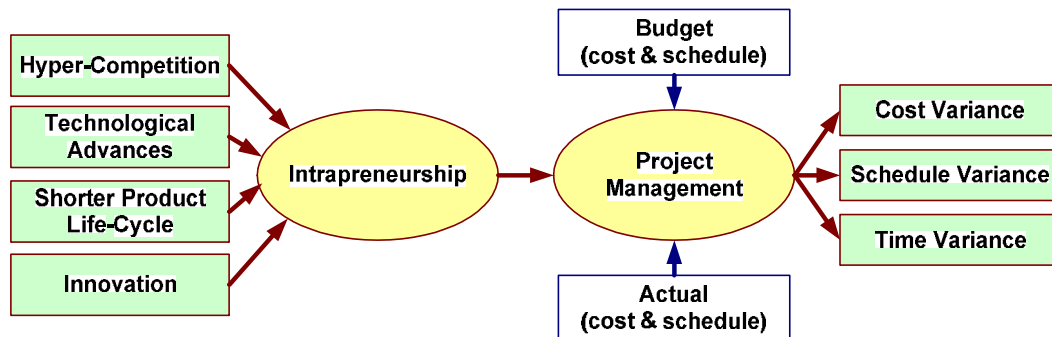 Hyper-Competition
Technological
Advances
Shorter Product
Life-Cycle
Innovation
Intrapreneurship
Budget
(cost & schedule)
Project
Management
Actual
(cost & schedule)
Cost Variance
Schedule Variance
Time Variance